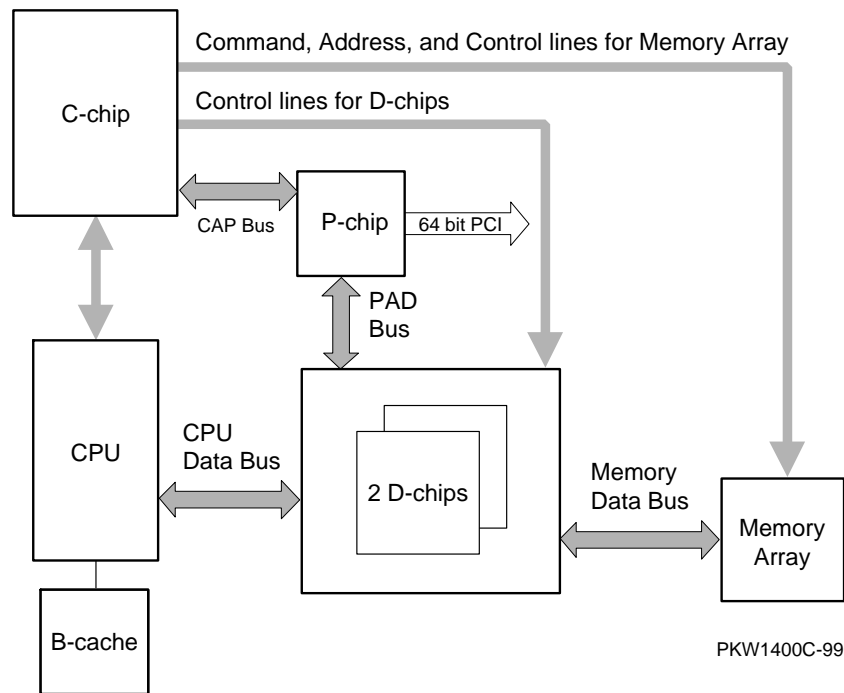 Command, Address, and Control lines for Memory Array
C-chip
Control lines for D-chips
CAP Bus
P-chip
64 bit PCI
PAD
Bus
CPU
CPU
Data Bus
2 D-chips
Memory
Data Bus
Memory
Array
B-cache
PKW1400C-99